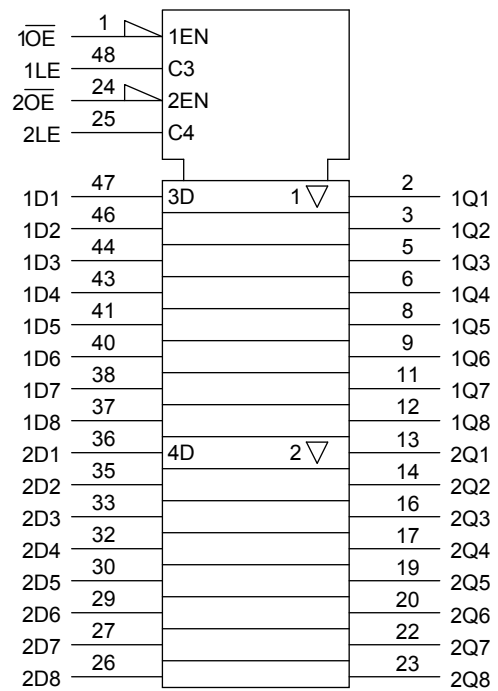 1OE 1 1EN
1LE 48 C3
2OE 24 2EN
2LE 25 C4
1D1 47 3D 1 ▽ 2 1Q1
1D2 46 3 1Q2
1D3 44 5 1Q3
1D4 43 6 1Q4
1D5 41 8 1Q5
1D6 40 9 1Q6
1D7 38 11 1Q7
1D8 37 12 1Q8
2D1 36 4D 2 ▽ 13 2Q1
2D2 35 14 2Q2
2D3 33 16 2Q3
2D4 32 17 2Q4
2D5 30 19 2Q5
2D6 29 20 2Q6
2D7 27 22 2Q7
2D8 26 23 2Q8